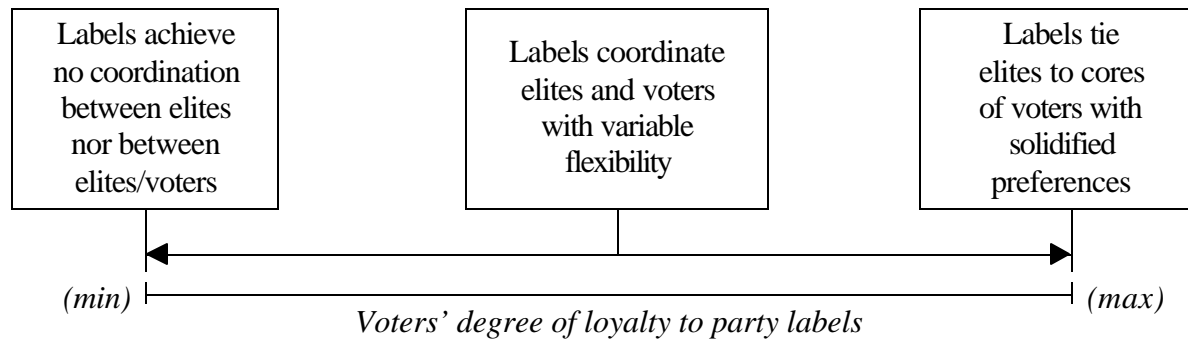 Labels achieve
no coordination
between elites
nor between
elites/voters
Labels coordinate
elites and voters
with variable
flexibility
Labels tie
elites to cores
of voters with
solidified
preferences
(min)
(max)
Voters’ degree of loyalty to party labels